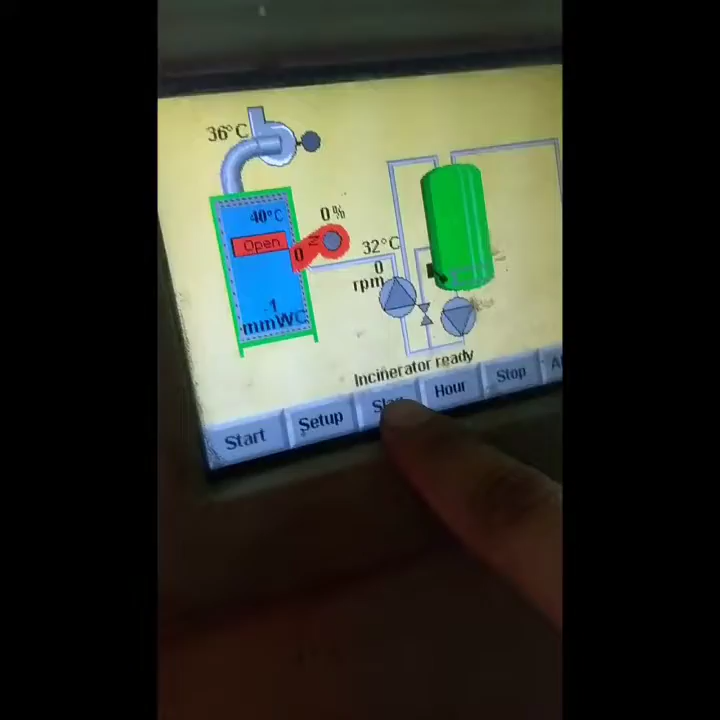 36°C
40°C
0 %
Open
0
32°C
0
rpm
-1
mmWC
Incinerator ready
Start
Setup
Hour
Stop